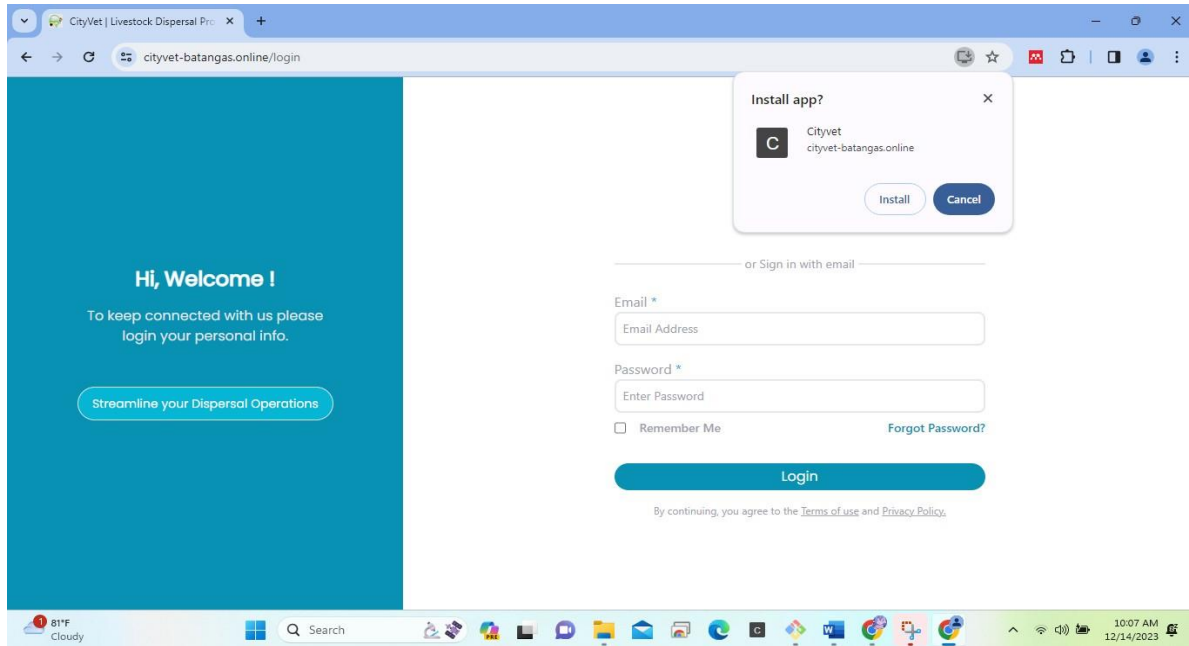 CityVet | Livestock Dispersal Pro
cityvet-batangas.online/login
Install app?
C
Cityvet
cityvet-batangas.online
Install
Cancel
Hi, Welcome !
To keep connected with us please
login your personal info.
Streamline your Dispersal Operations
or Sign in with email
Email *
Email Address
Password *
Enter Password
Remember Me
Forgot Password?
Login
By continuing, you agree to the Terms of use and Privacy Policy.
1
81°F
Cloudy
Search
PRE
C
W
10:07 AM
12/14/2023